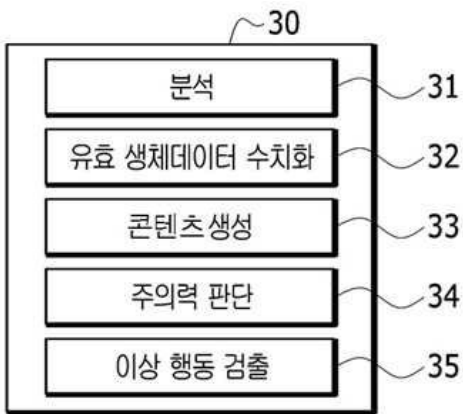 30
분석 31
유효 생체데이터 수치화 32
콘텐츠 생성 33
주의력 판단 34
이상 행동 검출 35